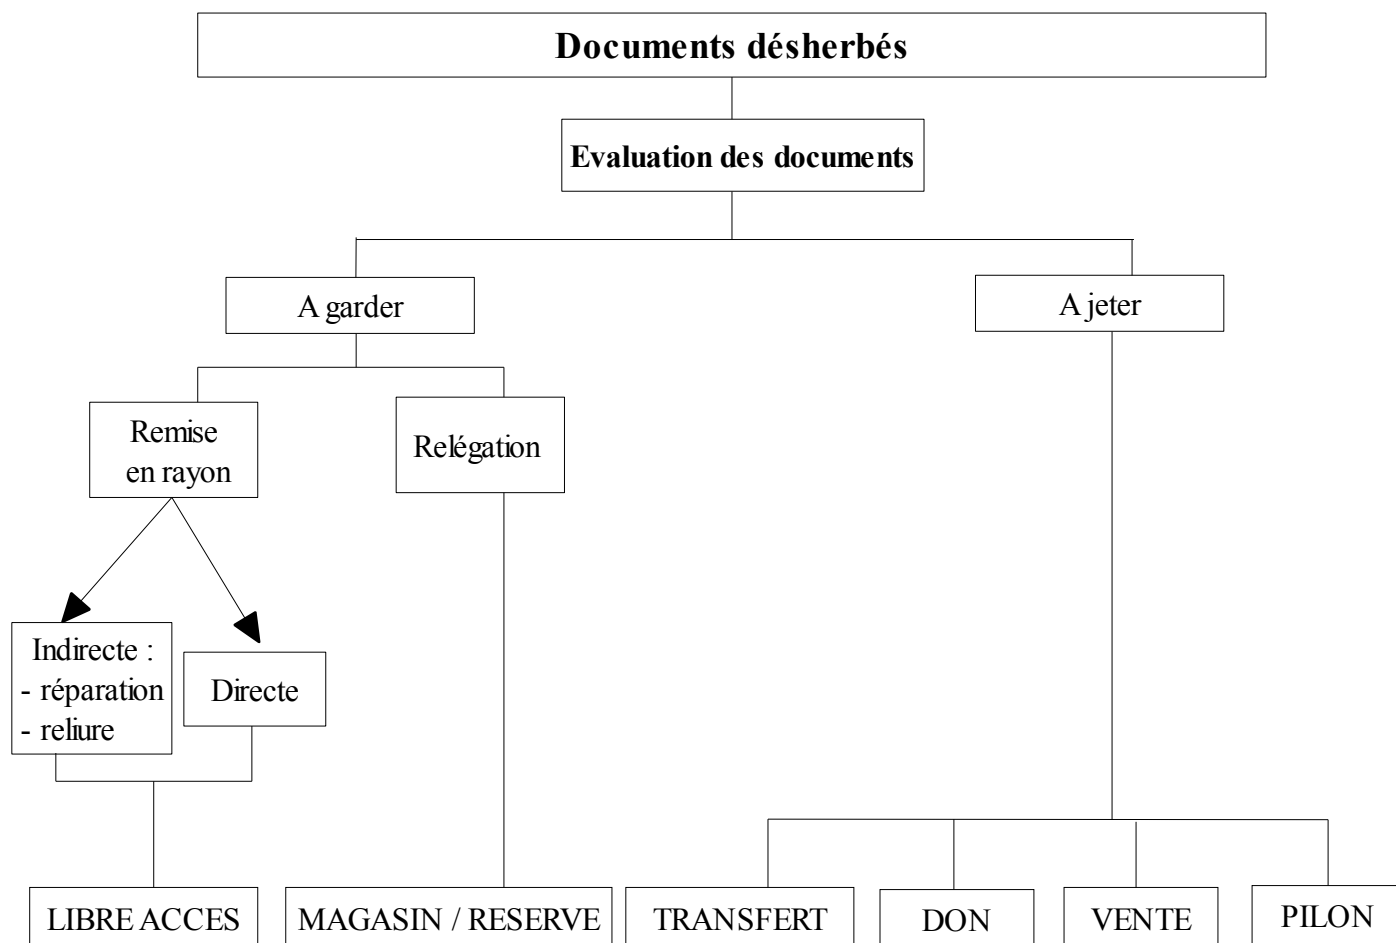 Documents désherbés
Evaluation des documents
A garder
A jeter
Remise
en rayon
Relégation
Indirecte :
- réparation
- reliure
Directe
LIBRE ACCES
MAGASIN / RESERVE
TRANSFERT
DON
VENTE
PILON